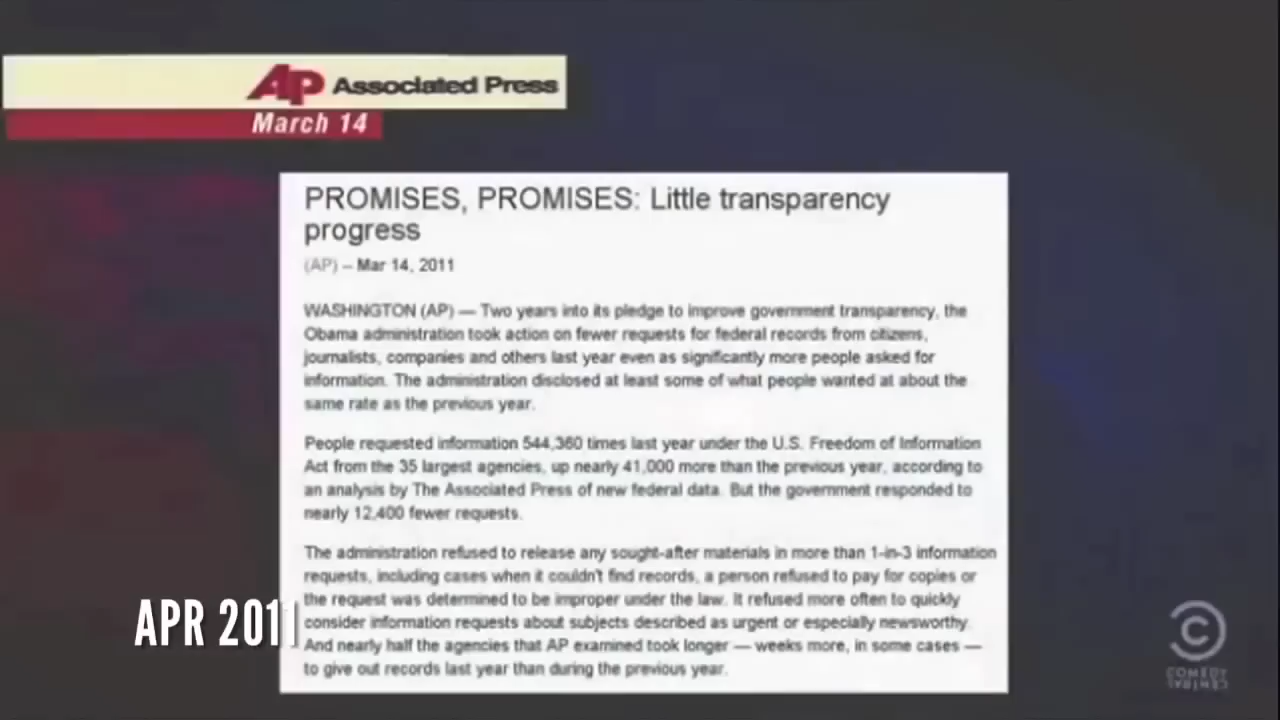 AP Associated Press
March 14
PROMISES, PROMISES: Little transparency
progress
(AP) – Mar 14, 2011
WASHINGTON (AP) — Two years into its pledge to improve government transparency, the
Obama administration took action on fewer requests for federal records from citizens,
journalists, companies and others last year even as significantly more people asked for
information. The administration disclosed at least some of what people wanted at about the
same rate as the previous year.
People requested information 544,360 times last year under the U.S. Freedom of Information
Act from the 35 largest agencies, up nearly 41,000 more than the previous year, according to
an analysis by The Associated Press of new federal data. But the government responded to
nearly 12,400 fewer requests.
The administration refused to release any sought-after materials in more than 1-in-3 information
requests, including cases when it couldn't find records, a person refused to pay for copies or
the request was determined to be improper under the law. It refused more often to quickly
consider information requests about subjects described as urgent or especially newsworthy.
And nearly half the agencies that AP examined took longer — weeks more, in some cases —
to give out records last year than during the previous year.
APR 2011
COMEDY
CENTRAL